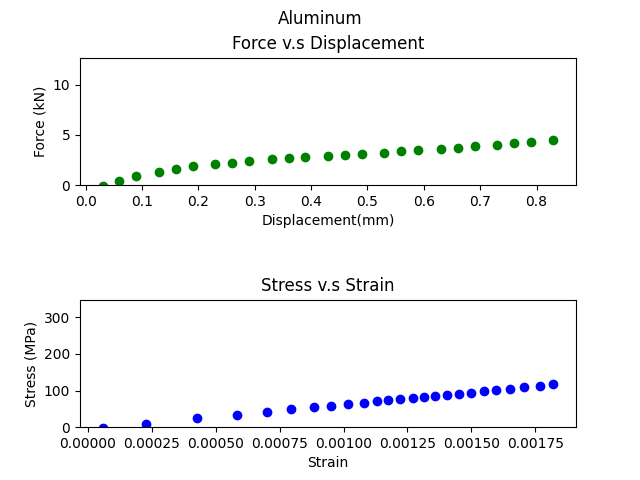 Aluminum
Force v.s Displacement
10
5
0
Force (kN)
0.0 0.1 0.2 0.3 0.4 0.5 0.6 0.7 0.8
Displacement(mm)
Stress v.s Strain
300
200
100
0
Stress (MPa)
0.00000 0.00025 0.00050 0.00075 0.00100 0.00125 0.00150 0.00175
Strain